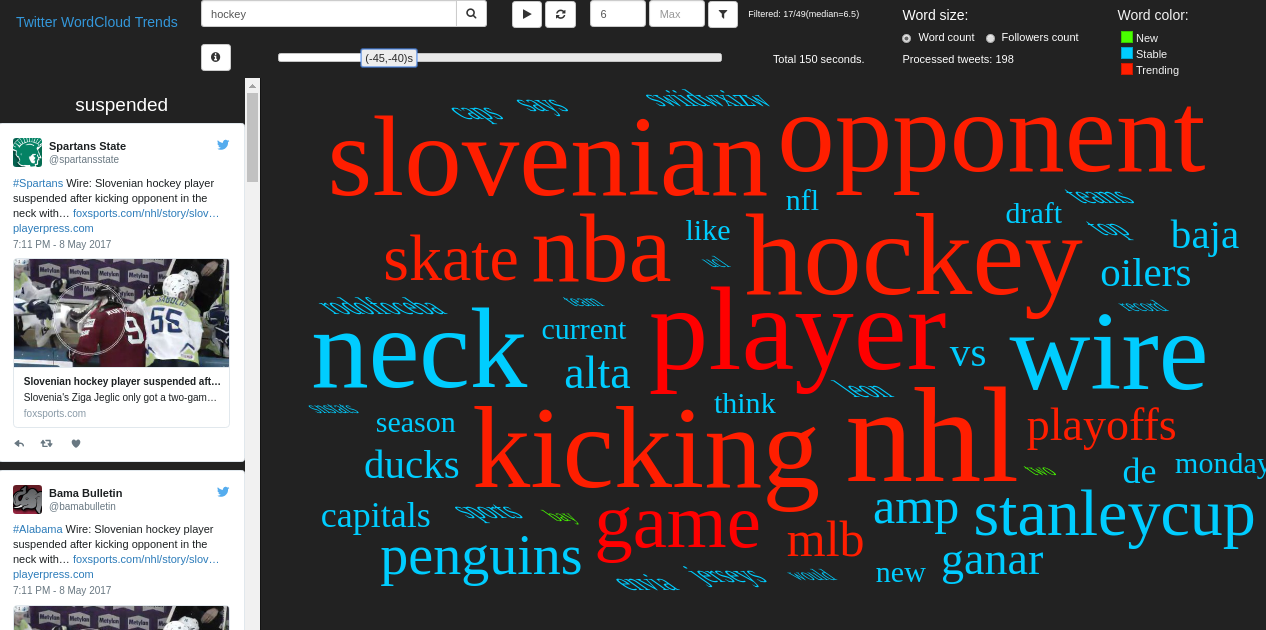 Twitter WordCloud Trends
hockey
6
Max
Filtered: 17/49(median=6.5)
Word size:
Word count
Followers count
Processed tweets: 198
Word color:
New
Stable
Trending
(-45,-40)s
Total 150 seconds.
suspended
Spartans State
@spartansstate
#Spartans Wire: Slovenian hockey player
suspended after kicking opponent in the
neck with… foxsports.com/nhl/story/slov…
playerpress.com
7:11 PM - 8 May 2017
55
9
Slovenian hockey player suspended aft…
Slovenia's Ziga Jeglic only got a two-gam…
foxsports.com
Bama Bulletin
@bamabulletin
#Alabama Wire: Slovenian hockey player
suspended after kicking opponent in the
neck with… foxsports.com/nhl/story/slov…
playerpress.com
7:11 PM - 8 May 2017
caps
says
slovenian
opponent
nfl
teams
draft
top
baja
like
skate
nba
hockey
oilers
rodolfoceba
team
record
neck
current
player
vs
wire
alta
leon
think
season
kicking
nhl
playoffs
ducks
two
de
monday
capitals
sports
bay
game
amp
stanleycup
mlb
penguins
ganar
new
envia
jerseys
would